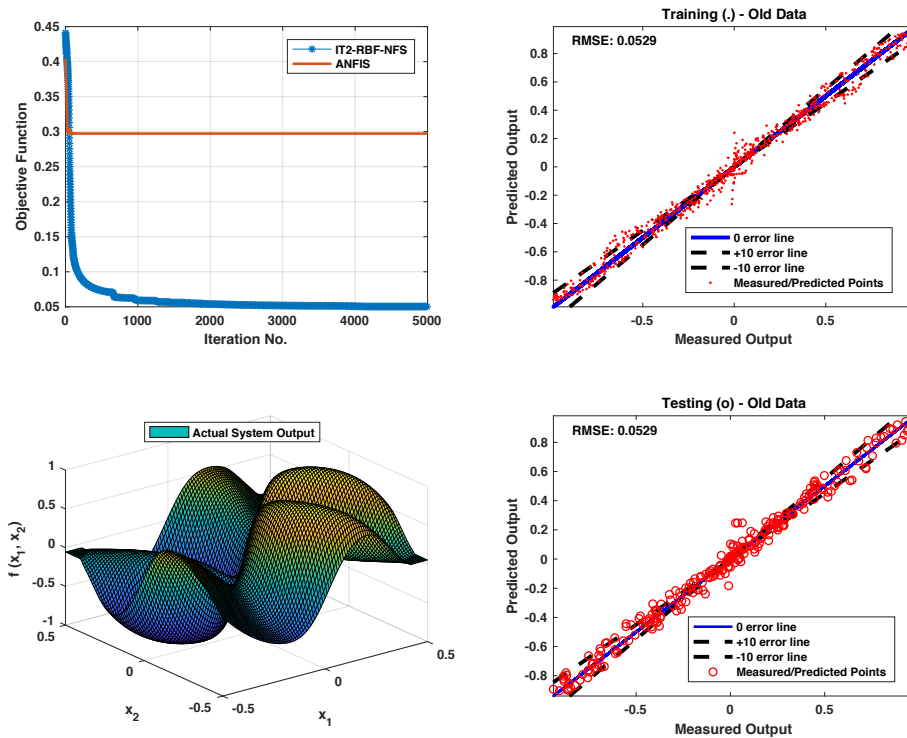 0.45
0.4
0.35
0.3
0.25
0.2
0.15
0.1
0.05
Objective Function
IT2-RBF-NFS
ANFIS
0 1000 2000 3000 4000 5000
Iteration No.
Training (.) - Old Data
RMSE: 0.0529
0.8
0.6
0.4
0.2
0
-0.2
-0.4
-0.6
-0.8
Predicted Output
0 error line
+10 error line
-10 error line
Measured/Predicted Points
-0.5 0 0.5
Measured Output
Actual System Output
1
0.5
0
-0.5
-1
f (x1, x2)
0.5
0
-0.5
x2
-0.5
0
0.5
x1
Testing (o) - Old Data
RMSE: 0.0529
0.8
0.6
0.4
0.2
0
-0.2
-0.4
-0.6
-0.8
Predicted Output
0 error line
+10 error line
-10 error line
Measured/Predicted Points
-0.5 0 0.5
Measured Output